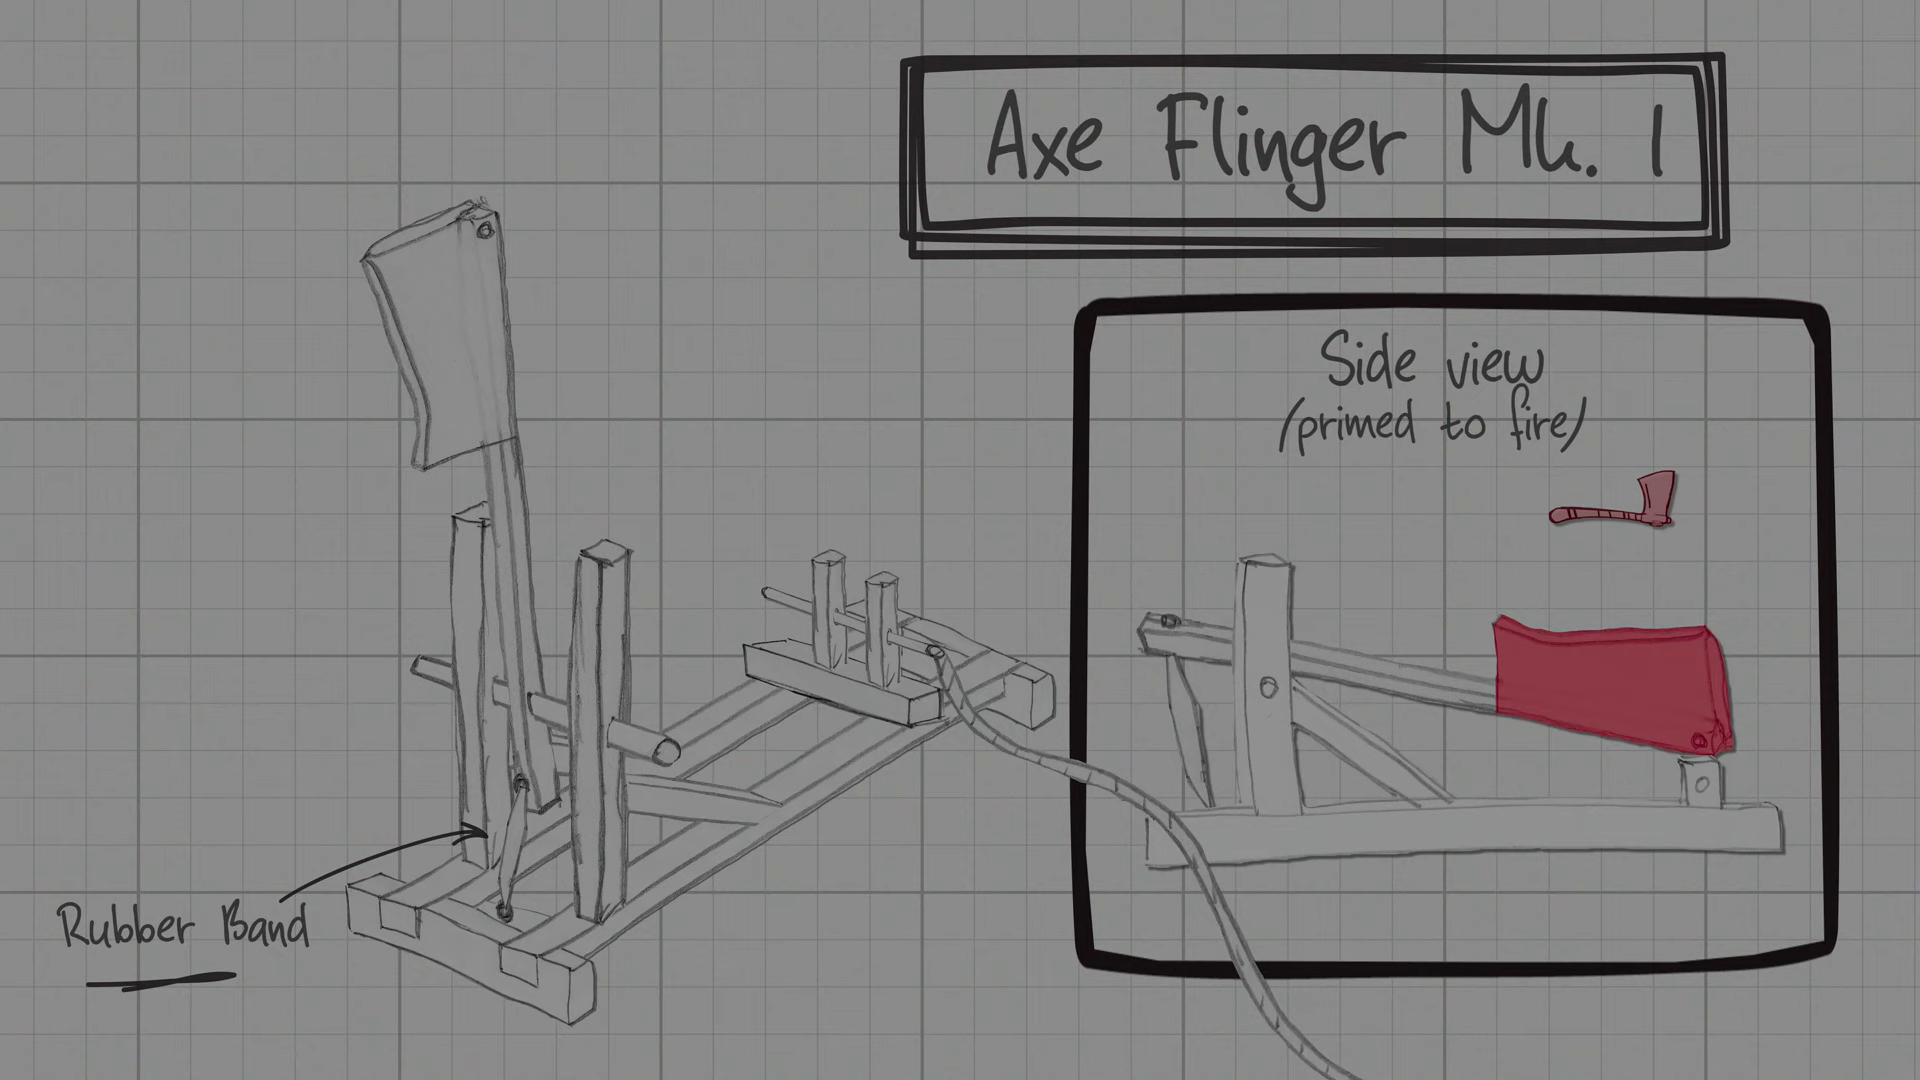 Axe Flinger Mk. 1
Side view
(primed to fire)
Rubber Band